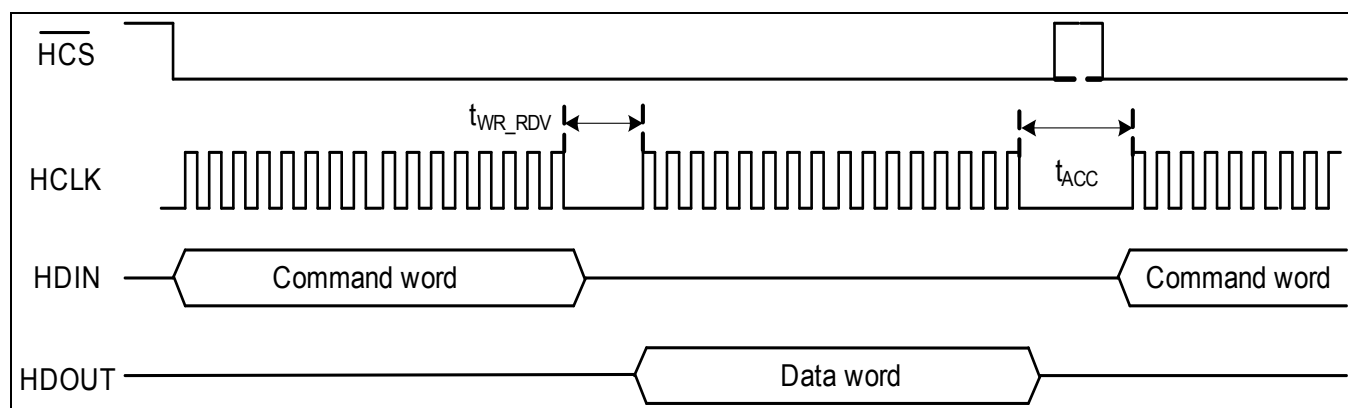 HCS
tWR_RDV
HCLK
tACC
HDIN
Command word
Command word
HDOUT
Data word